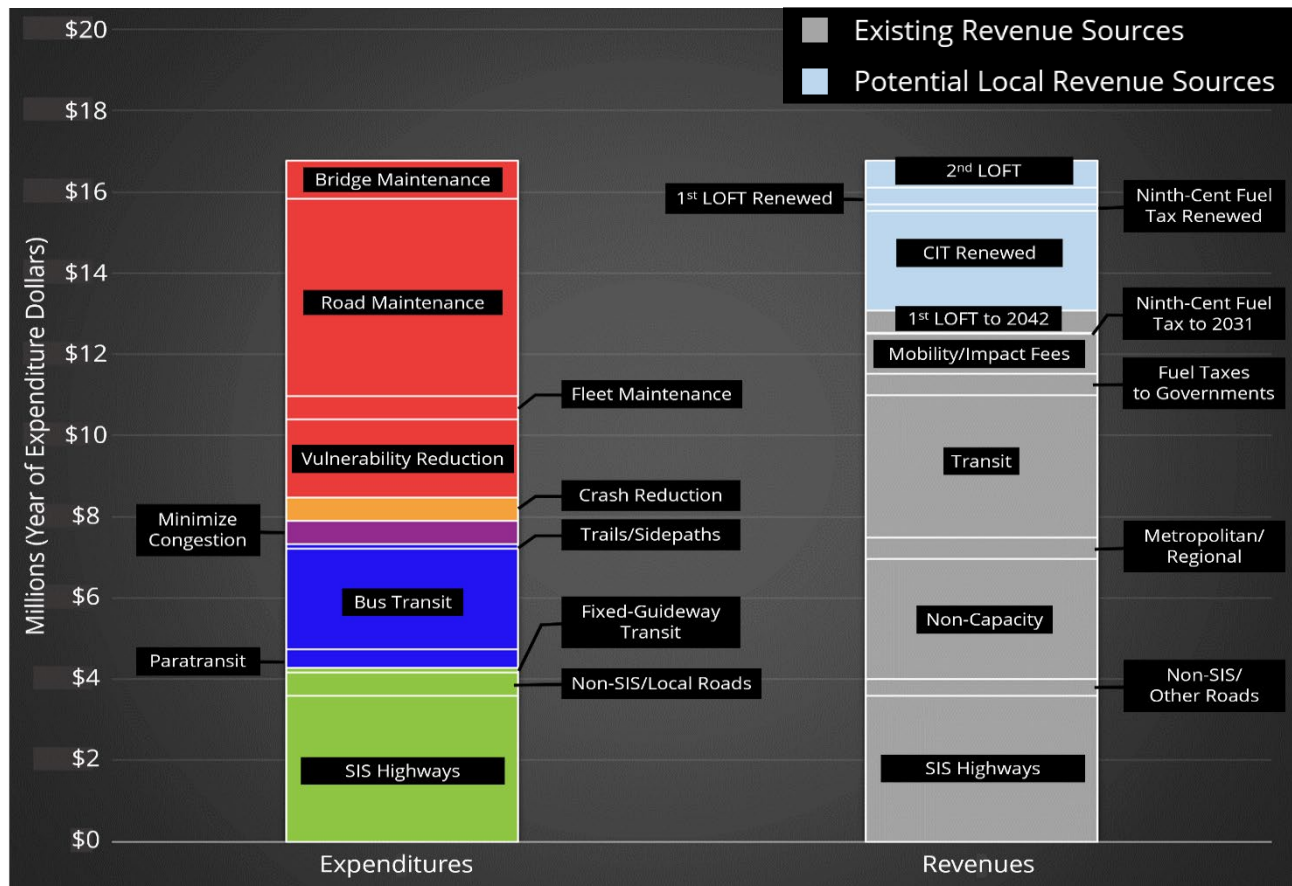 Existing Revenue Sources
Potential Local Revenue Sources
Millions (Year of Expenditure Dollars)
$20
$18
$16
$14
$12
$10
$8
$6
$4
$2
$0
Bridge Maintenance
Road Maintenance
Fleet Maintenance
Vulnerability Reduction
Crash Reduction
Minimize
Congestion
Trails/Sidepaths
Bus Transit
Fixed-Guideway
Transit
Paratransit
Non-SIS/Local Roads
SIS Highways
Expenditures
2nd LOFT
1st LOFT Renewed
Ninth-Cent Fuel
Tax Renewed
CIT Renewed
1st LOFT to 2042
Ninth-Cent Fuel
Tax to 2031
Mobility/Impact Fees
Fuel Taxes
to Governments
Transit
Metropolitan/
Regional
Non-Capacity
Non-SIS/
Other Roads
SIS Highways
Revenues